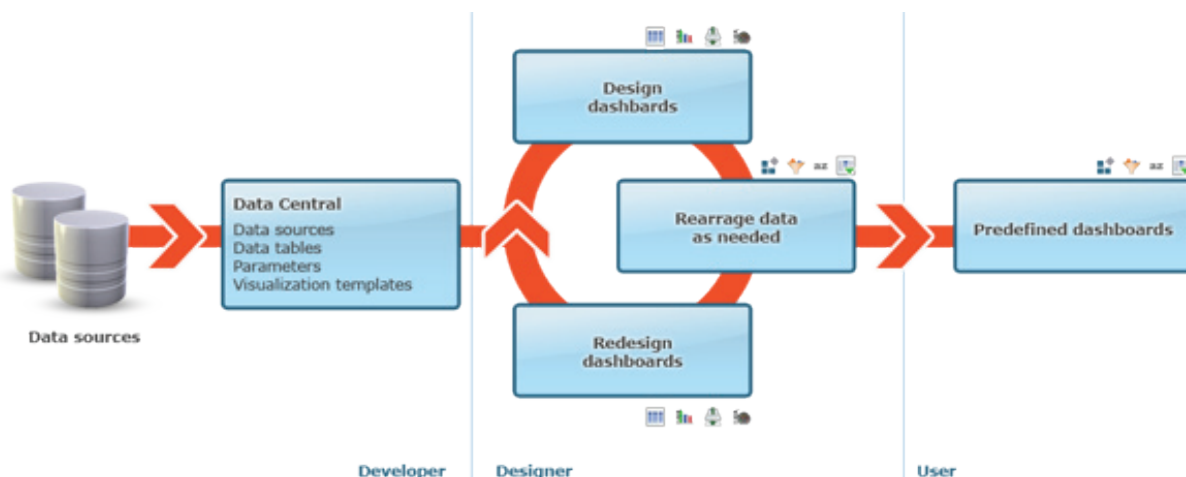 Design
dashbards
az
az
Data Central
Data sources
Data tables
Parameters
Visualization templates
Rearrage data
as needed
Predefined dashboards
Data sources
Redesign
dashboards
Developer
Designer
User